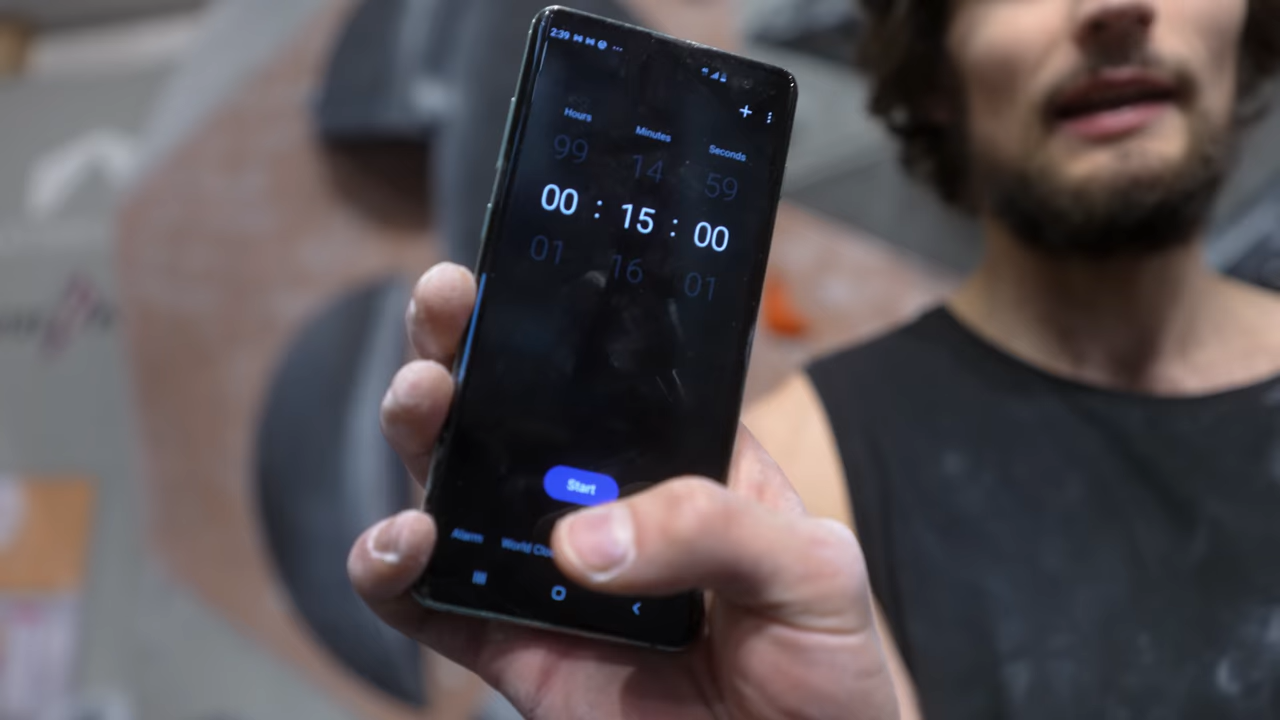 2:39
Hours Minutes Seconds
99 14 59
00 : 15 : 00
01 16 01
Start
Alarm World Clo